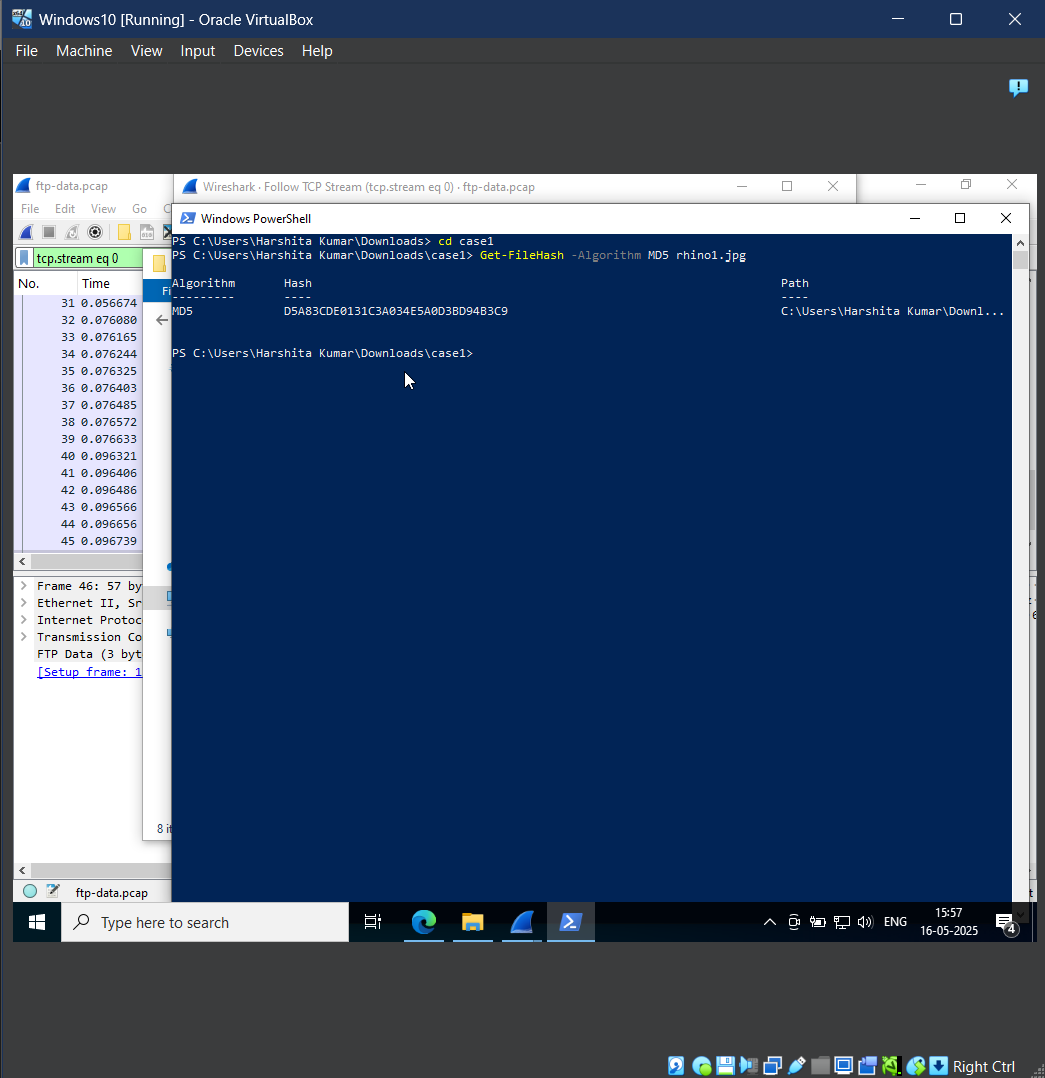 Windows10 [Running] - Oracle VirtualBox
File Machine View Input Devices Help
ftp-data.pcap
Wireshark · Follow TCP Stream (tcp.stream eq 0) · ftp-data.pcap
File Edit View Go
Windows PowerShell
tcp.stream eq 0
No. Time
31 0.056674
32 0.076080
33 0.076165
34 0.076244
35 0.076325
36 0.076403
37 0.076485
38 0.076572
39 0.076633
40 0.096321
41 0.096406
42 0.096486
43 0.096566
44 0.096656
45 0.096739
Frame 46: 57 by
Ethernet II, Sr
Internet Protoc
Transmission Co
FTP Data (3 byt
[Setup frame: 1
8 it
ftp-data.pcap
PS C:\Users\Harshita Kumar\Downloads> cd case1
PS C:\Users\Harshita Kumar\Downloads\case1> Get-FileHash -Algorithm MD5 rhino1.jpg
Algorithm Hash Path
--------- ---- ----
MD5 D5A83CDE0131C3A034E5A0D3BD94B3C9 C:\Users\Harshita Kumar\Downl...
PS C:\Users\Harshita Kumar\Downloads\case1>
Type here to search
ENG
15:57
16-05-2025
4
Right Ctrl